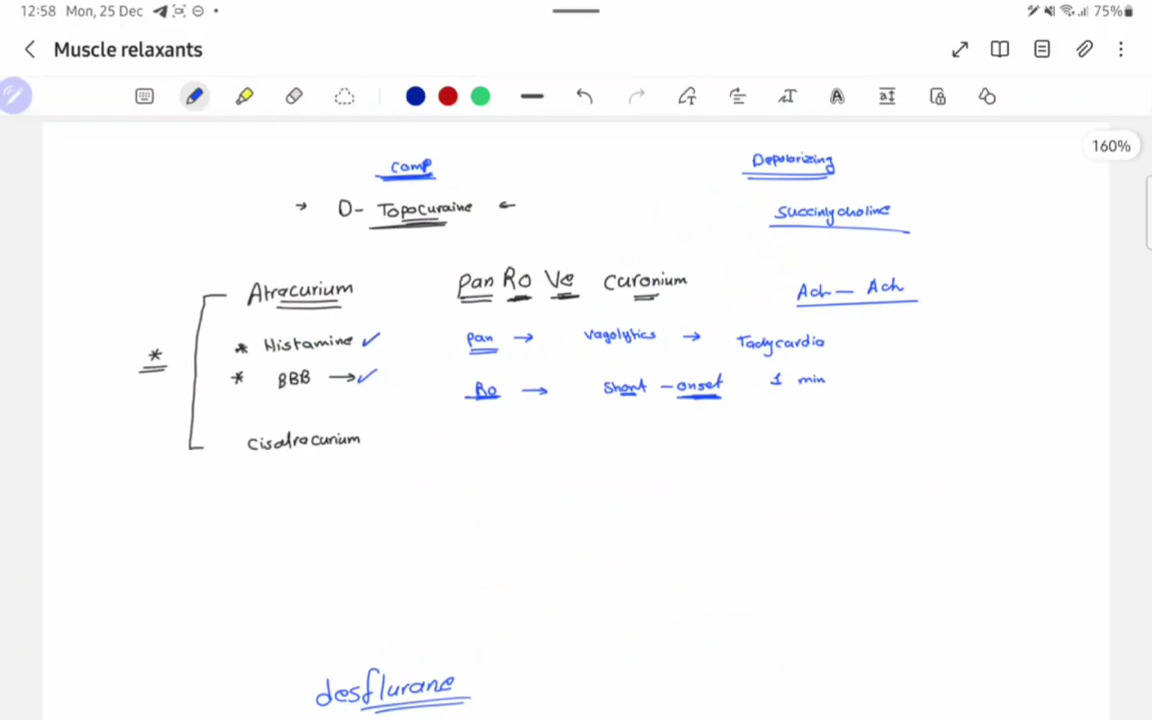 12:58 Mon, 25 Dec
75%
Muscle relaxants
160%
Comp
Depolarizing
→ D- Topocuraine ←
Succinlycholine
Atracurium
Pan Ro Ve curonium
Ach — Ach
* Histamine ✓
Pan → vagolytics → Tachycardia
*
* BBB → ✓
Ro → Short - onset 1 min
Cisatracurium
desflurane